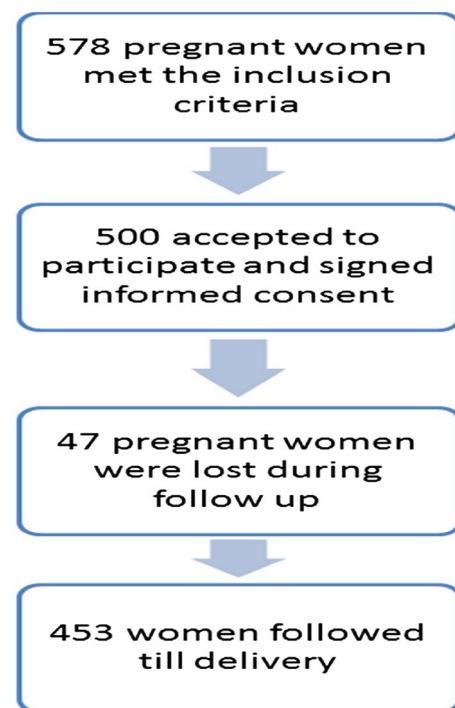 578 pregnant women
met the inclusion
criteria
500 accepted to
participate and signed
informed consent
47 pregnant women
were lost during
follow up
453 women followed
till delivery